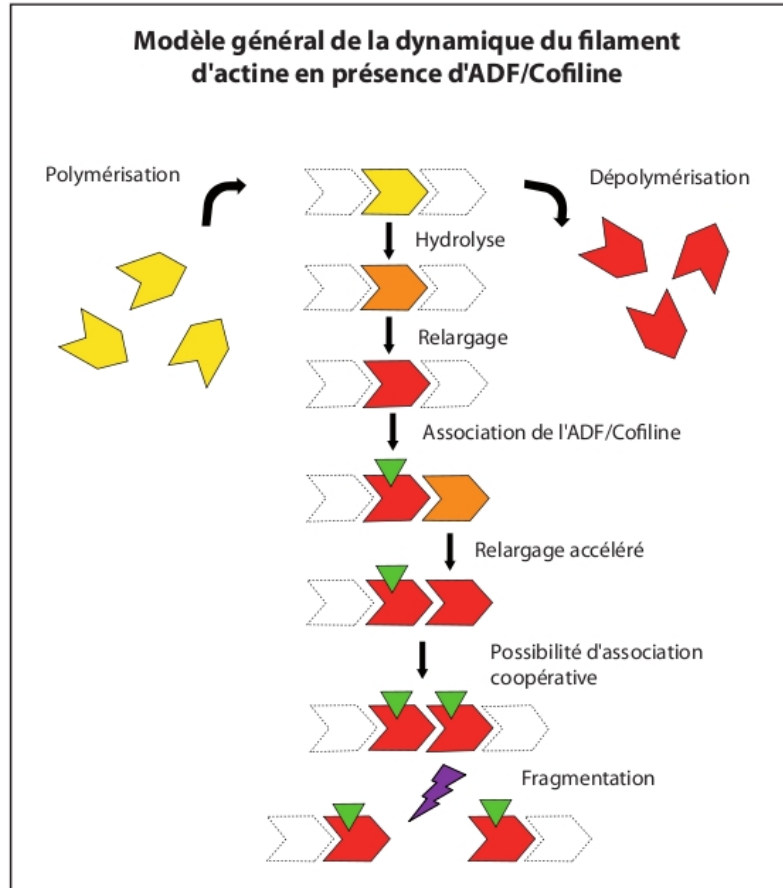 Modèle général de la dynamique du filament
d'actine en présence d'ADF/Cofiline
Polymérisation
Dépolymérisation
Hydrolyse
Relargage
Association de l'ADF/Cofiline
Relargage accéléré
Possibilité d'association
coopérative
Fragmentation